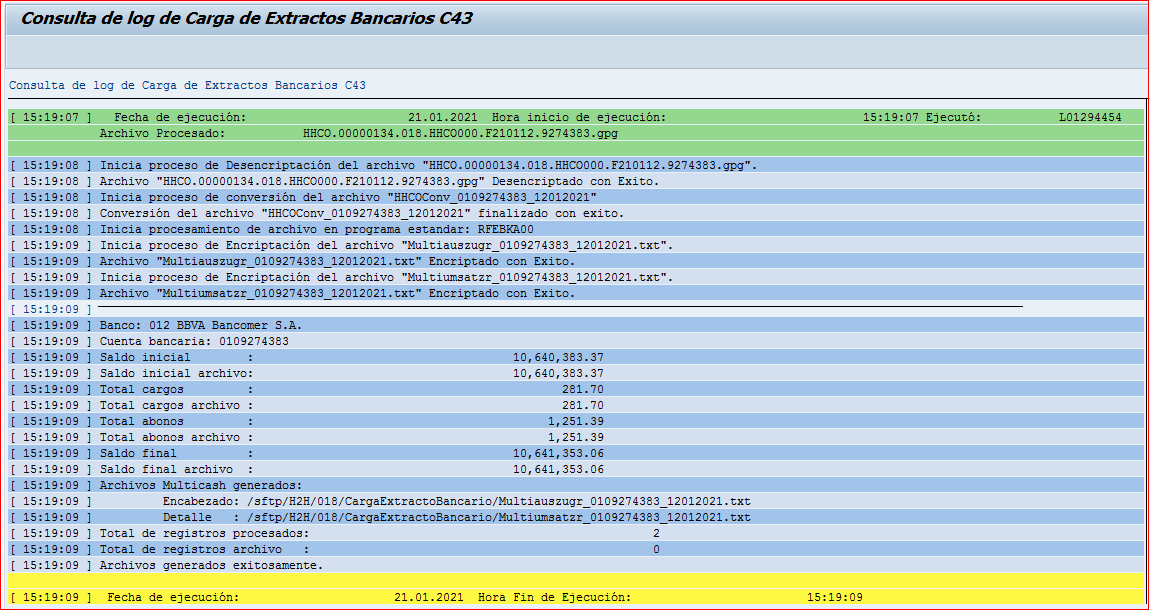 Consulta de log de Carga de Extractos Bancarios C43
Consulta de log de Carga de Extractos Bancarios C43
[ 15:19:07 ] Fecha de ejecución: 21.01.2021 Hora inicio de ejecución: 15:19:07 Ejecutó: L01294454
Archivo Procesado: HHCO.00000134.018.HHCO000.F210112.9274383.gpg
[ 15:19:08 ] Inicia proceso de Desencriptación del archivo "HHCO.00000134.018.HHCO000.F210112.9274383.gpg".
[ 15:19:08 ] Archivo "HHCO.00000134.018.HHCO000.F210112.9274383.gpg" Desencriptado con Exito.
[ 15:19:08 ] Inicia proceso de conversión del archivo "HHCOConv_0109274383_12012021"
[ 15:19:08 ] Conversión del archivo "HHCOConv_0109274383_12012021" finalizado con exito.
[ 15:19:08 ] Inicia procesamiento de archivo en programa estandar: RFEBKA00
[ 15:19:09 ] Inicia proceso de Encriptación del archivo "Multiauszugr_0109274383_12012021.txt".
[ 15:19:09 ] Archivo "Multiauszugr_0109274383_12012021.txt" Encriptado con Exito.
[ 15:19:09 ] Inicia proceso de Encriptación del archivo "Multiumsatzr_0109274383_12012021.txt".
[ 15:19:09 ] Archivo "Multiumsatzr_0109274383_12012021.txt" Encriptado con Exito.
[ 15:19:09 ]
[ 15:19:09 ] Banco: 012 BBVA Bancomer S.A.
[ 15:19:09 ] Cuenta bancaria: 0109274383
[ 15:19:09 ] Saldo inicial : 10,640,383.37
[ 15:19:09 ] Saldo inicial archivo: 10,640,383.37
[ 15:19:09 ] Total cargos : 281.70
[ 15:19:09 ] Total cargos archivo : 281.70
[ 15:19:09 ] Total abonos : 1,251.39
[ 15:19:09 ] Total abonos archivo : 1,251.39
[ 15:19:09 ] Saldo final : 10,641,353.06
[ 15:19:09 ] Saldo final archivo : 10,641,353.06
[ 15:19:09 ] Archivos Multicash generados:
[ 15:19:09 ] Encabezado: /sftp/H2H/018/CargaExtractoBancario/Multiauszugr_0109274383_12012021.txt
[ 15:19:09 ] Detalle : /sftp/H2H/018/CargaExtractoBancario/Multiumsatzr_0109274383_12012021.txt
[ 15:19:09 ] Total de registros procesados: 2
[ 15:19:09 ] Total de registros archivo : 0
[ 15:19:09 ] Archivos generados exitosamente.
[ 15:19:09 ] Fecha de ejecución: 21.01.2021 Hora Fin de Ejecución: 15:19:09